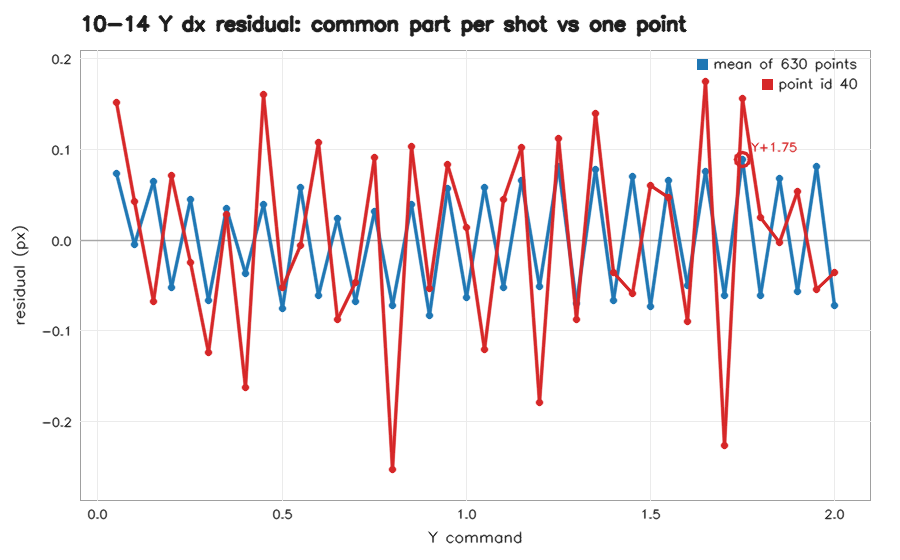 10−14 Y dx residual: common part per shot vs one point
mean of 630 points
point id 40
Y+1.75
0.2
0.1
0.0
−0.1
−0.2
residual (px)
0.0 0.5 1.0 1.5 2.0
Y command